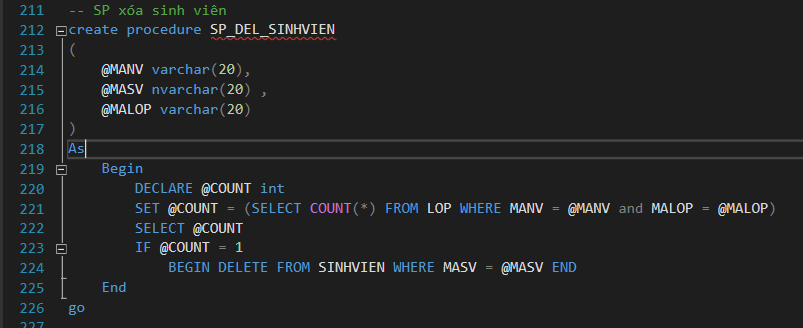 211 -- SP xóa sinh viên
212 create procedure SP_DEL_SINHVIEN
213 (
214 @MANV varchar(20),
215 @MASV nvarchar(20) ,
216 @MALOP varchar(20)
217 )
218 As
219 Begin
220 DECLARE @COUNT int
221 SET @COUNT = (SELECT COUNT(*) FROM LOP WHERE MANV = @MANV and MALOP = @MALOP)
222 SELECT @COUNT
223 IF @COUNT = 1
224 BEGIN DELETE FROM SINHVIEN WHERE MASV = @MASV END
225 End
226 go
227